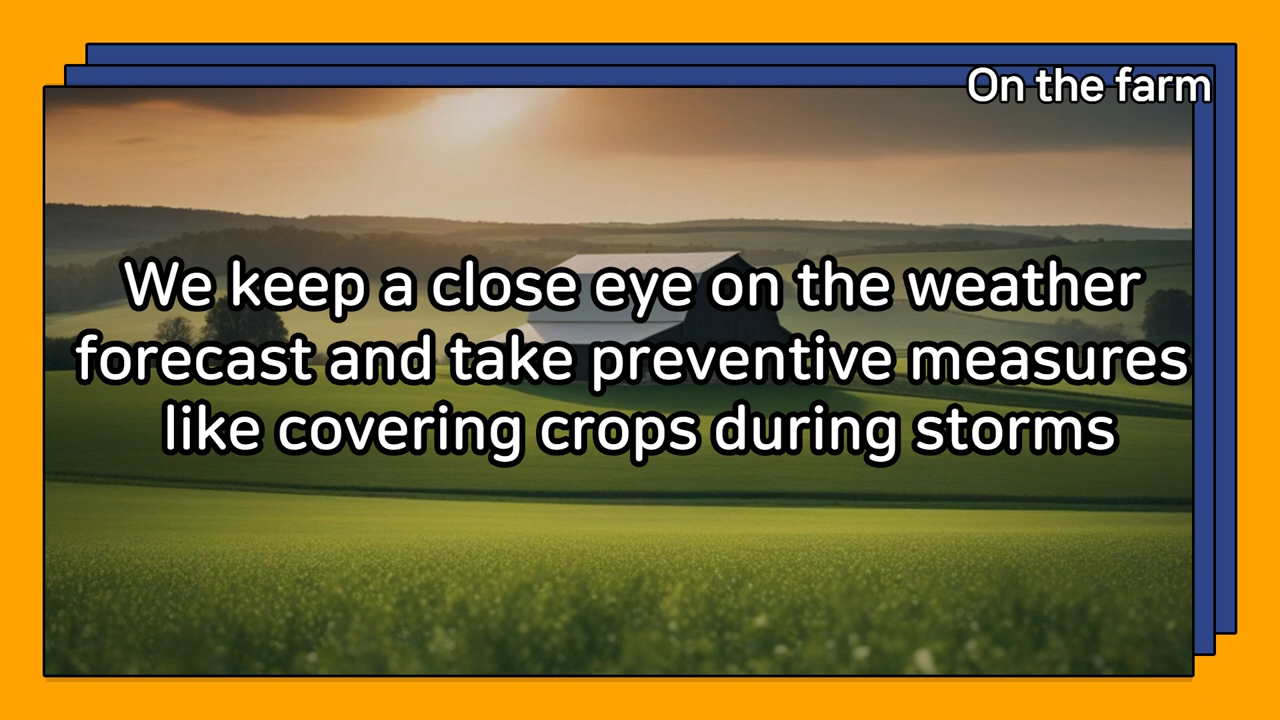 On the farm
We keep a close eye on the weather
forecast and take preventive measures
like covering crops during storms